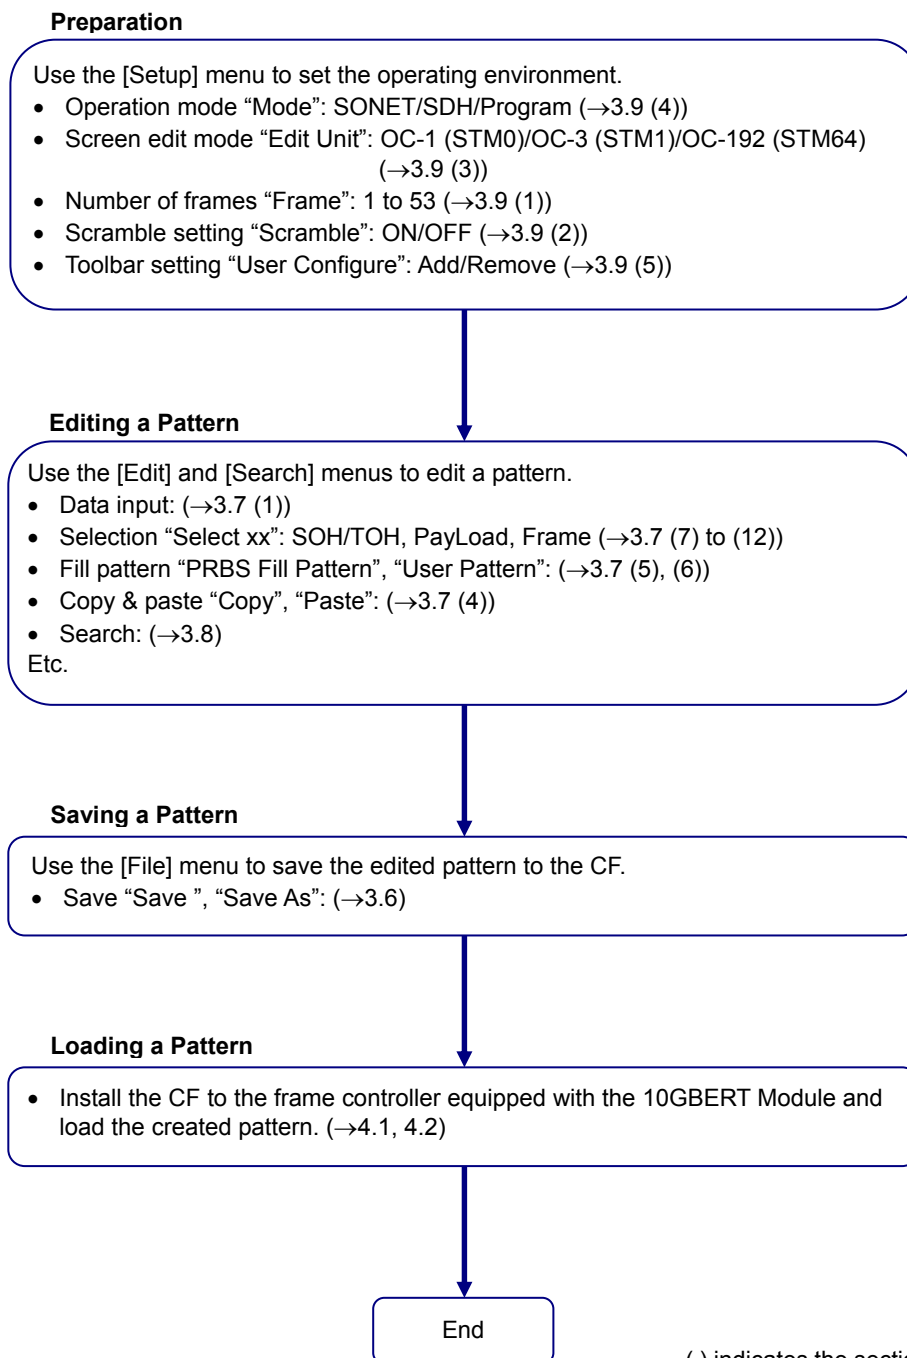 Preparation
Use the [Setup] menu to set the operating environment.
• Operation mode “Mode”: SONET/SDH/Program (→3.9 (4))
• Screen edit mode “Edit Unit”: OC-1 (STM0)/OC-3 (STM1)/OC-192 (STM64)
(→3.9 (3))
• Number of frames “Frame”: 1 to 53 (→3.9 (1))
• Scramble setting “Scramble”: ON/OFF (→3.9 (2))
• Toolbar setting “User Configure”: Add/Remove (→3.9 (5))
Editing a Pattern
Use the [Edit] and [Search] menus to edit a pattern.
• Data input: (→3.7 (1))
• Selection “Select xx”: SOH/TOH, PayLoad, Frame (→3.7 (7) to (12))
• Fill pattern “PRBS Fill Pattern”, “User Pattern”: (→3.7 (5), (6))
• Copy & paste “Copy”, “Paste”: (→3.7 (4))
• Search: (→3.8)
Etc.
Saving a Pattern
Use the [File] menu to save the edited pattern to the CF.
• Save “Save ”, “Save As”: (→3.6)
Loading a Pattern
• Install the CF to the frame controller equipped with the 10GBERT Module and
load the created pattern. (→4.1, 4.2)
End
( ) indicates the